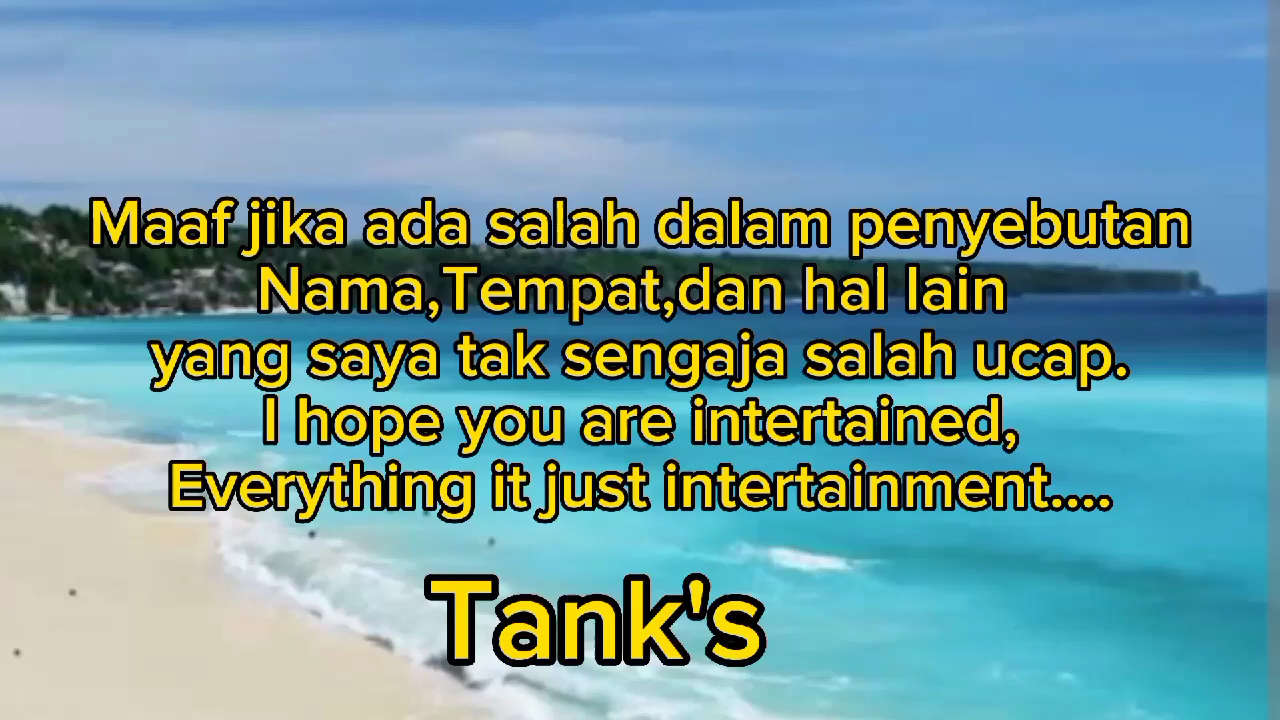 Maaf jika ada salah dalam penyebutan
Nama,Tempat,dan hal lain
yang saya tak sengaja salah ucap.
I hope you are intertained,
Everything it just intertainment....
Tank's